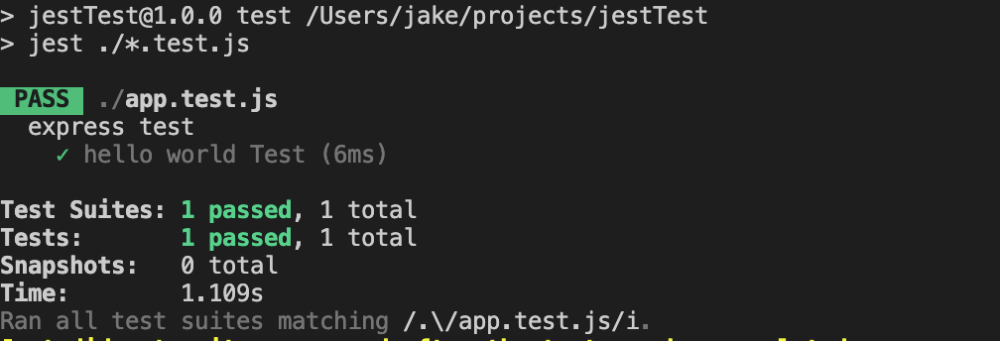 > jestTest@1.0.0 test /Users/jake/projects/jestTest
> jest ./*.test.js
PASS ./app.test.js
express test
✓ hello world Test (6ms)
Test Suites: 1 passed, 1 total
Tests: 1 passed, 1 total
Snapshots: 0 total
Time: 1.109s
Ran all test suites matching /.\/app.test.js/i.